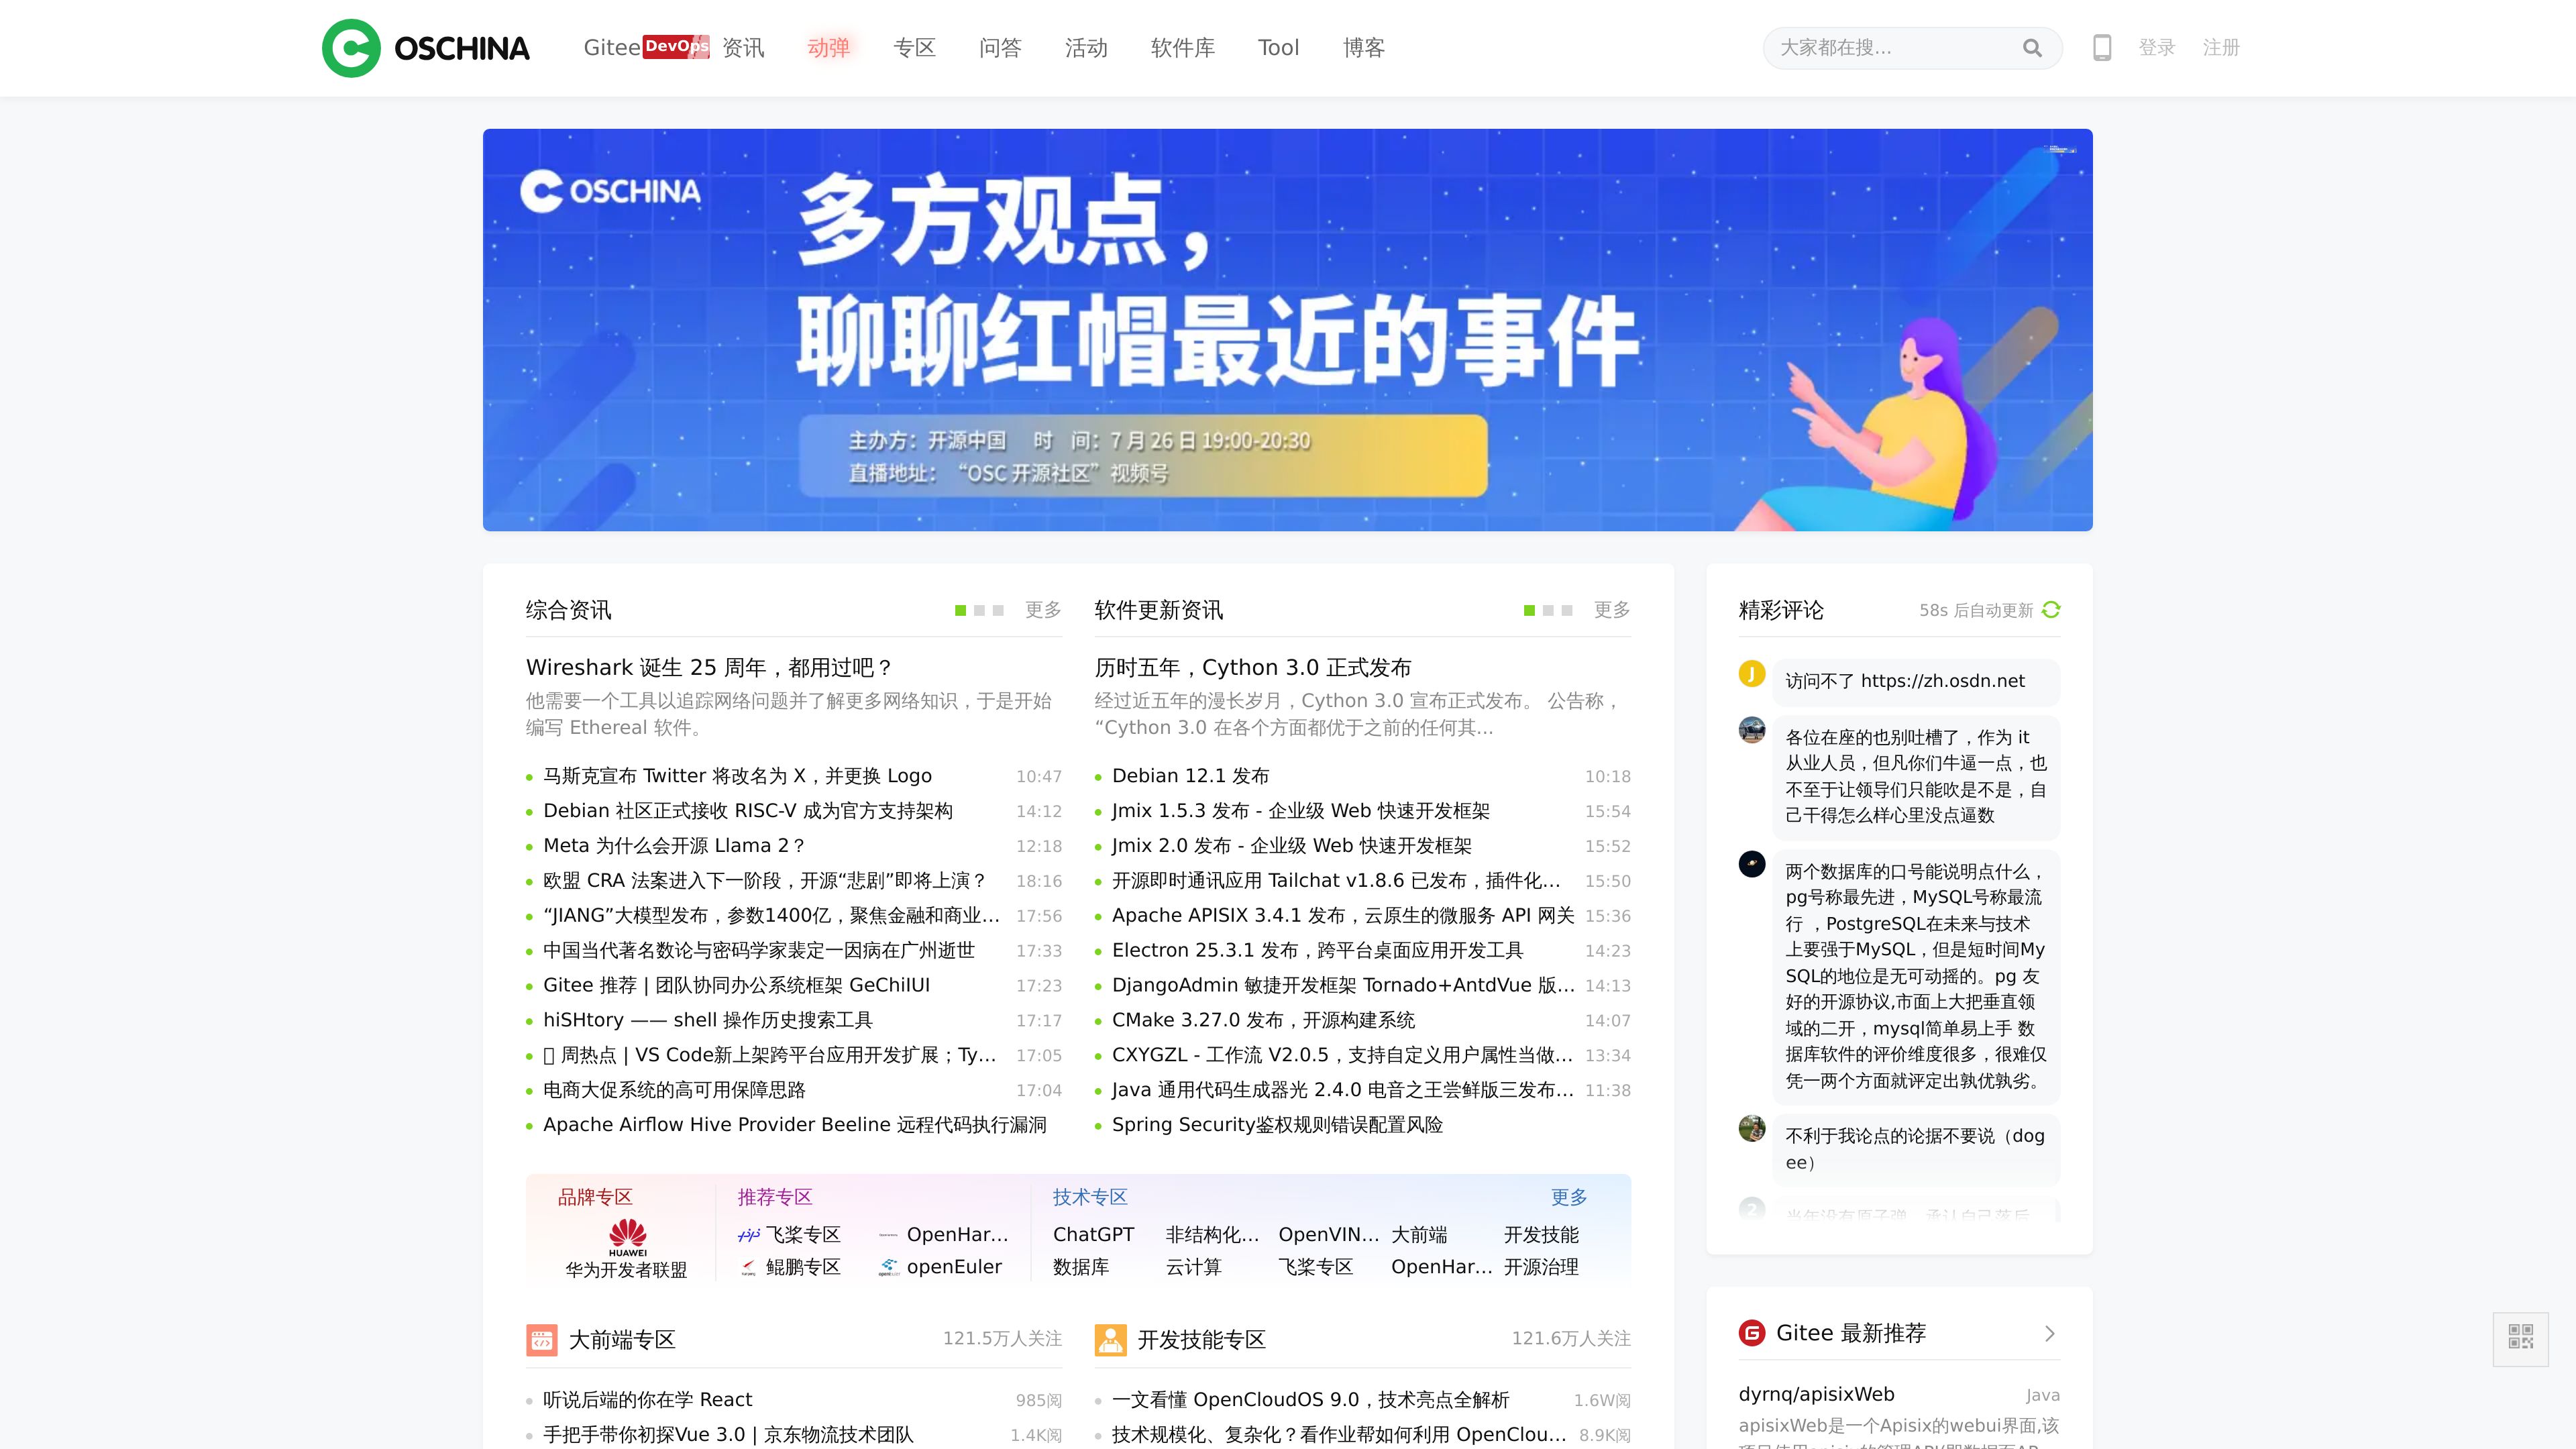 OSCHINA
Gitee DevOps 资讯 动弹 专区 问答 活动 软件库 Tool 博客
大家都在搜...
登录 注册
OSCHINA
多方观点，
聊聊红帽最近的事件
主办方：开源中国 时 间：7 月 26 日 19:00-20:30
直播地址：“OSC 开源社区”视频号
综合资讯 更多
Wireshark 诞生 25 周年，都用过吧？
他需要一个工具以追踪网络问题并了解更多网络知识，于是开始
编写 Ethereal 软件。
马斯克宣布 Twitter 将改名为 X，并更换 Logo 10:47
Debian 社区正式接收 RISC-V 成为官方支持架构 14:12
Meta 为什么会开源 Llama 2？ 12:18
欧盟 CRA 法案进入下一阶段，开源“悲剧”即将上演？ 18:16
“JIANG”大模型发布，参数1400亿，聚焦金融和商业... 17:56
中国当代著名数论与密码学家裴定一因病在广州逝世 17:33
Gitee 推荐 | 团队协同办公系统框架 GeChiUI 17:23
hiSHtory —— shell 操作历史搜索工具 17:17
周热点 | VS Code新上架跨平台应用开发扩展；Ty... 17:05
电商大促系统的高可用保障思路 17:04
Apache Airflow Hive Provider Beeline 远程代码执行漏洞
软件更新资讯 更多
历时五年，Cython 3.0 正式发布
经过近五年的漫长岁月，Cython 3.0 宣布正式发布。 公告称，
“Cython 3.0 在各个方面都优于之前的任何其...
Debian 12.1 发布 10:18
Jmix 1.5.3 发布 - 企业级 Web 快速开发框架 15:54
Jmix 2.0 发布 - 企业级 Web 快速开发框架 15:52
开源即时通讯应用 Tailchat v1.8.6 已发布，插件化... 15:50
Apache APISIX 3.4.1 发布，云原生的微服务 API 网关 15:36
Electron 25.3.1 发布，跨平台桌面应用开发工具 14:23
DjangoAdmin 敏捷开发框架 Tornado+AntdVue 版... 14:13
CMake 3.27.0 发布，开源构建系统 14:07
CXYGZL - 工作流 V2.0.5，支持自定义用户属性当做... 13:34
Java 通用代码生成器光 2.4.0 电音之王尝鲜版三发布... 11:38
Spring Security鉴权规则错误配置风险
精彩评论 58s 后自动更新
J
访问不了 https://zh.osdn.net
各位在座的也别吐槽了，作为 it
从业人员，但凡你们牛逼一点，也
不至于让领导们只能吹是不是，自
己干得怎么样心里没点逼数
两个数据库的口号能说明点什么，
pg号称最先进，MySQL号称最流
行 ，PostgreSQL在未来与技术
上要强于MySQL，但是短时间My
SQL的地位是无可动摇的。pg 友
好的开源协议,市面上大把垂直领
域的二开，mysql简单易上手 数
据库软件的评价维度很多，很难仅
凭一两个方面就评定出孰优孰劣。
不利于我论点的论据不要说（dog
ee）
2
当年没有原子弹，承认自己落后
品牌专区
HUAWEI
华为开发者联盟
推荐专区
飞桨专区 OpenHar...
鲲鹏专区 openEuler
技术专区 更多
ChatGPT 非结构化... OpenVIN... 大前端 开发技能
数据库 云计算 飞桨专区 OpenHar... 开源治理
大前端专区 121.5万人关注
听说后端的你在学 React 985阅
手把手带你初探Vue 3.0 | 京东物流技术团队 1.4K阅
开发技能专区 121.6万人关注
一文看懂 OpenCloudOS 9.0，技术亮点全解析 1.6W阅
技术规模化、复杂化？看作业帮如何利用 OpenClou... 8.9K阅
Gitee 最新推荐
dyrnq/apisixWeb Java
apisixWeb是一个Apisix的webui界面,该